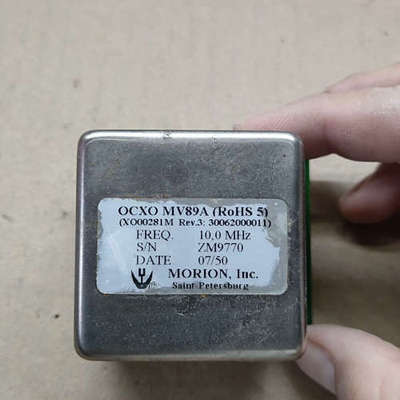 OCXO MV89A (RoHS 5)
(XO00281M Rev.3: 30062000011)
FREQ. 10,0 MHz
S/N ZM9770
DATE 07/50
MORION, Inc.
Saint-Petersburg